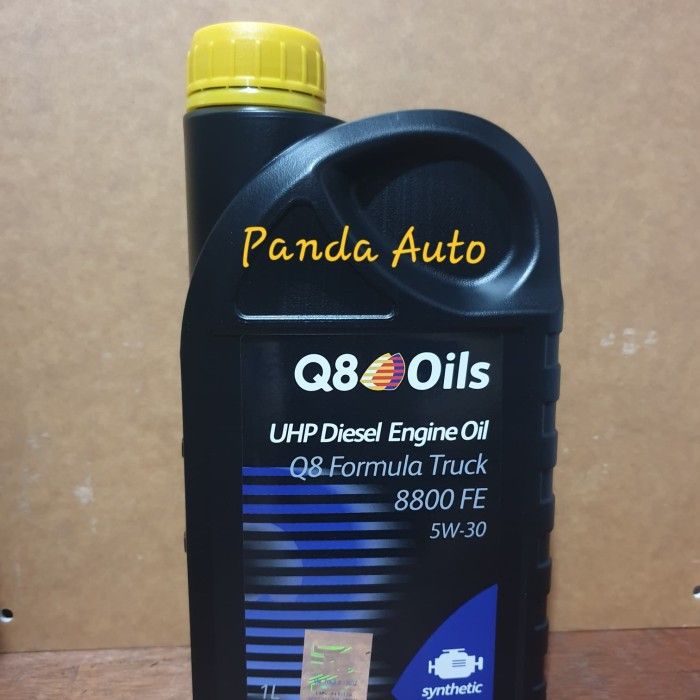 Panda Auto
Q8 Oils
UHP Diesel Engine Oil
Q8 Formula Truck
8800 FE
5W-30
1L
synthetic